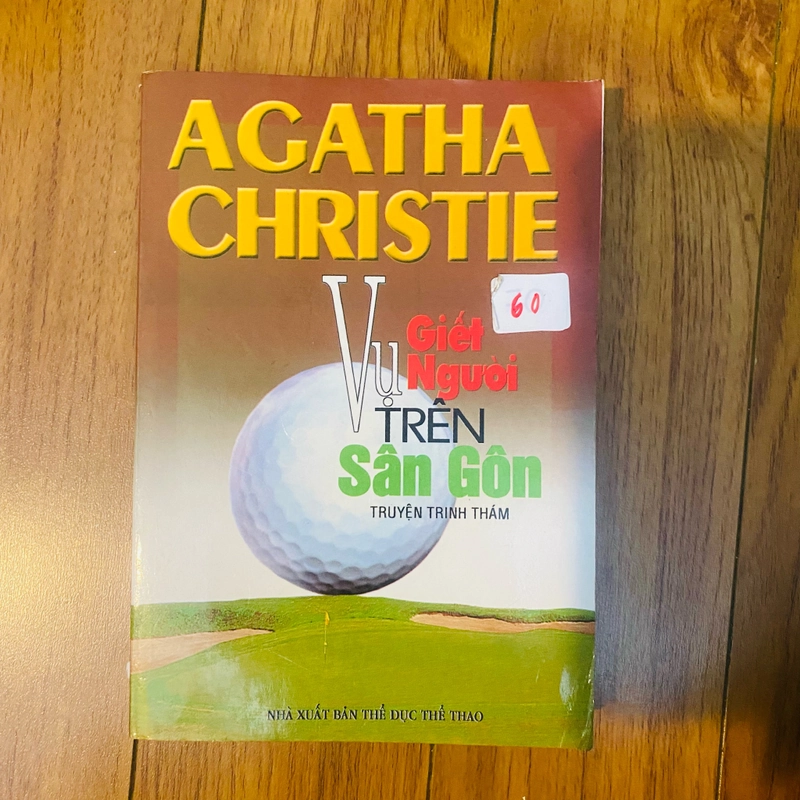 AGATHA
CHRISTIE
60
Vụ Giết
Người
TRÊN
Sân Gôn
TRUYỆN TRINH THÁM
NHÀ XUẤT BẢN THỂ DỤC THỂ THAO